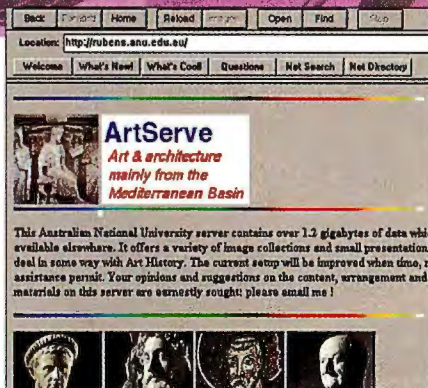 Back Forward Home Reload Images Open Find Stop
Location: http://rubens.anu.edu.eu/
Welcome What's New! What's Cool! Questions Net Search Net Directory
ArtServe
Art & architecture
mainly from the
Mediterranean Basin
This Australian National University server contains over 1.2 gigabytes of data whi
available elsewhere. It offers a variety of image collections and small presentation
deal in some way with Art History. The current setup will be improved when time, r
assistance permit. Your opinions and suggestions on the content, arrangement and
materials on this server are earnestly sought; please email me !